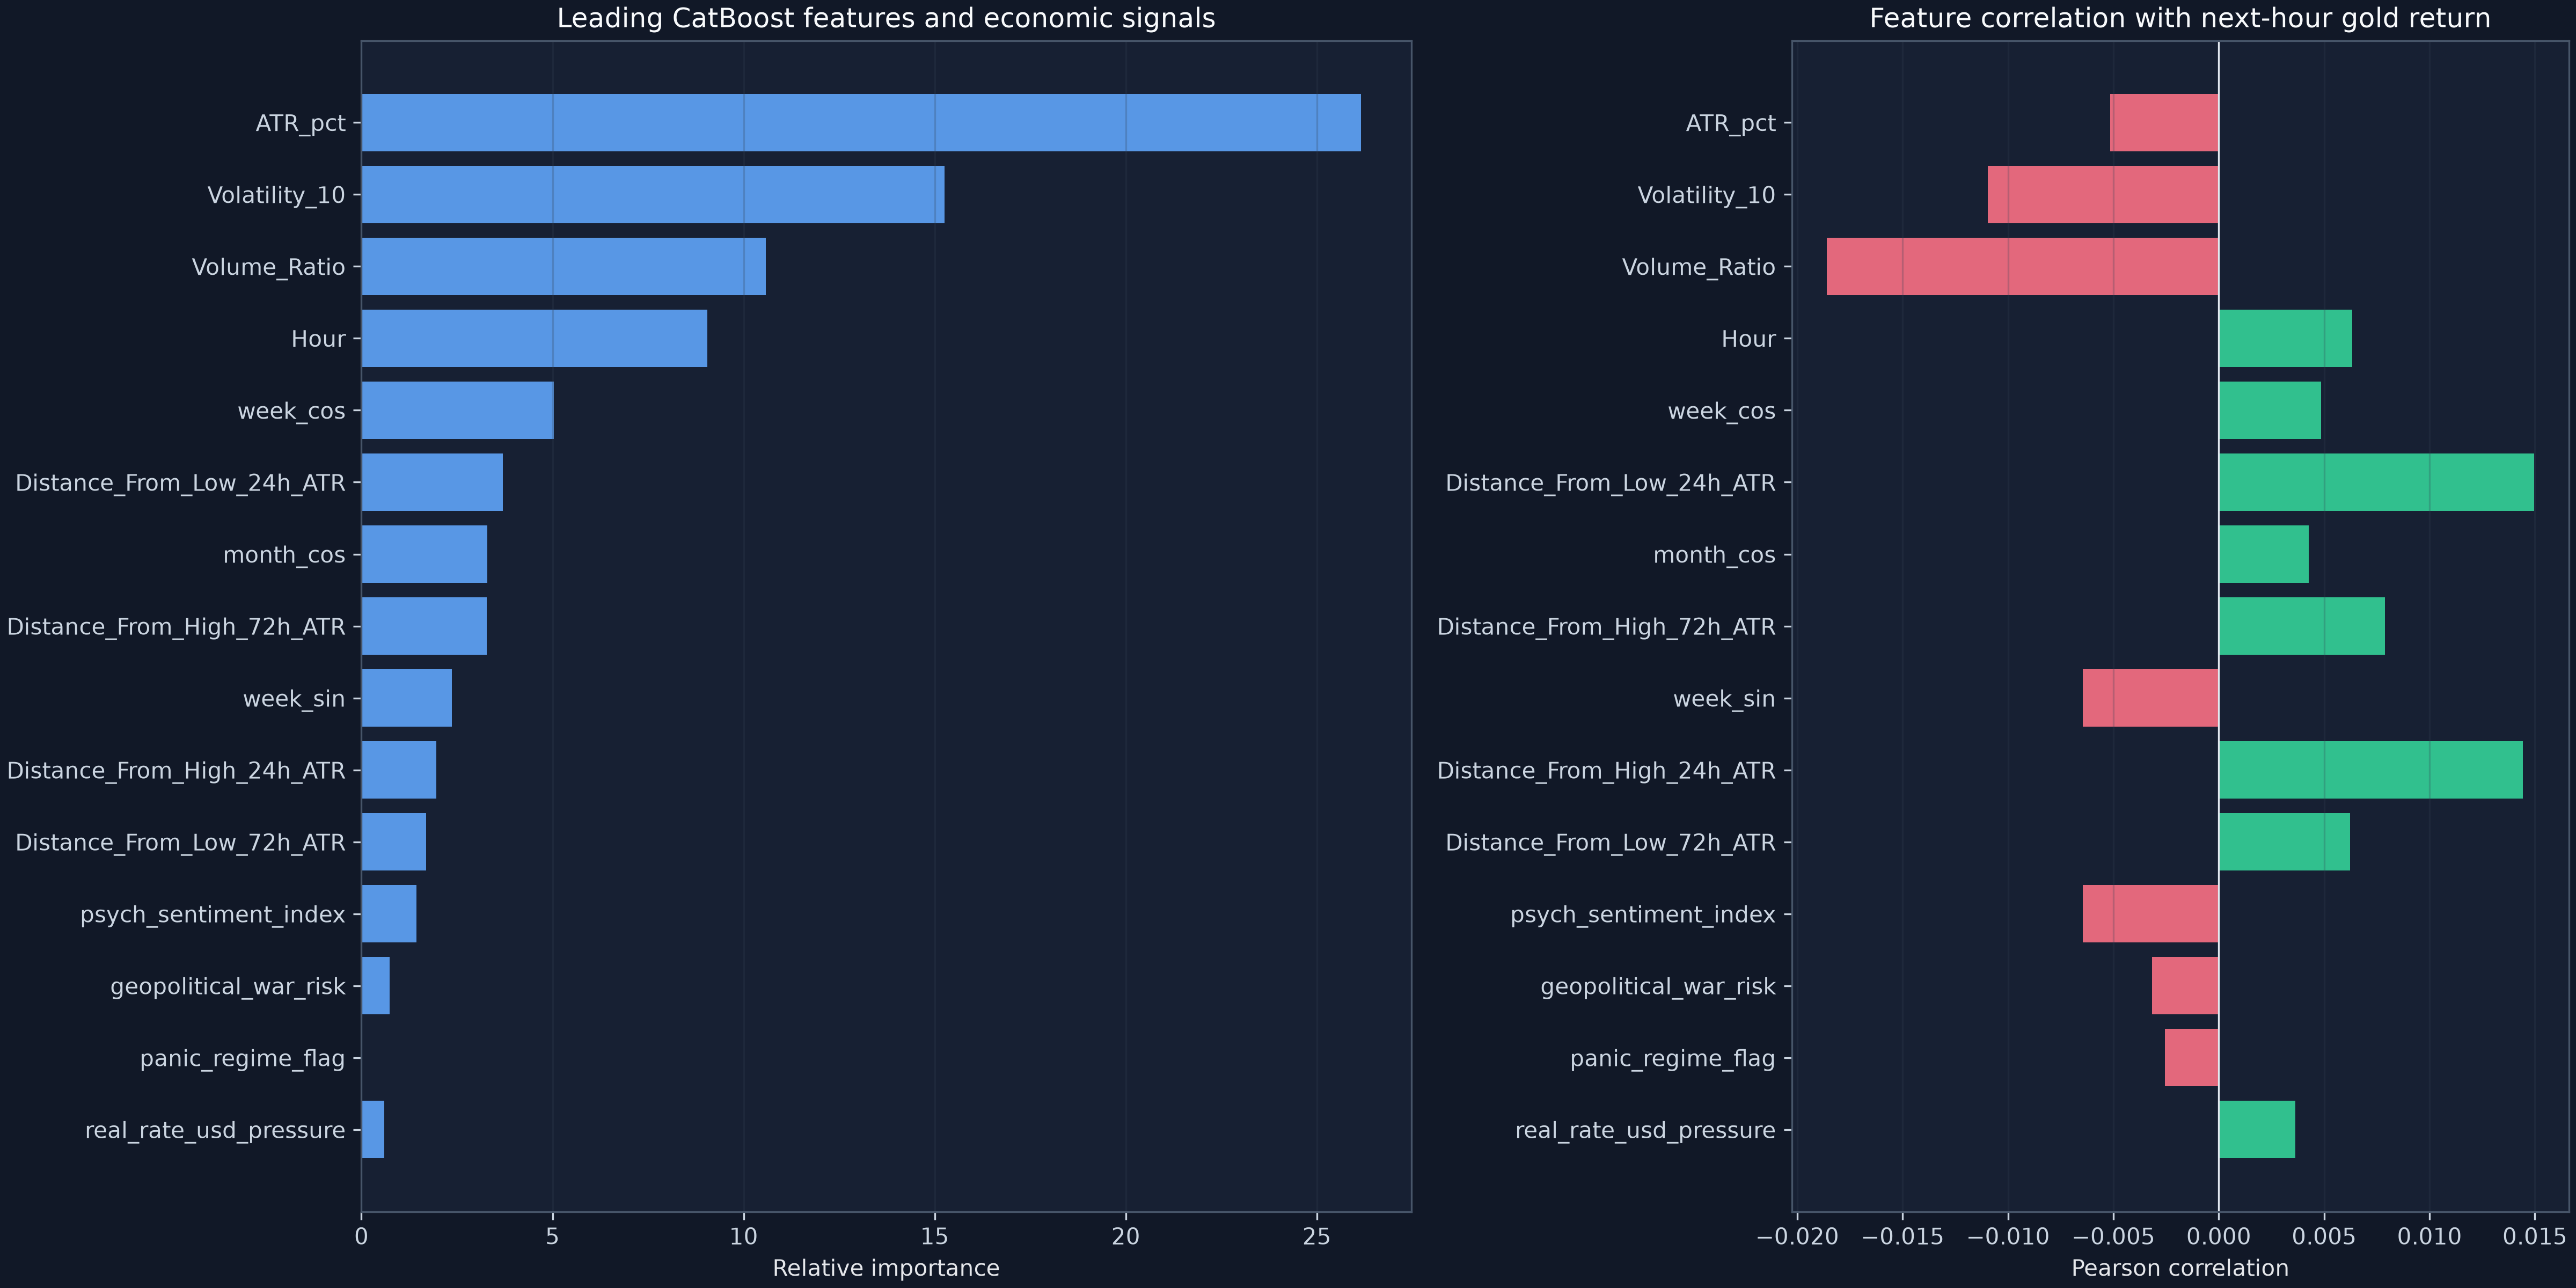 Leading CatBoost features and economic signals
ATR_pct
Volatility_10
Volume_Ratio
Hour
week_cos
Distance_From_Low_24h_ATR
month_cos
Distance_From_High_72h_ATR
week_sin
Distance_From_High_24h_ATR
Distance_From_Low_72h_ATR
psych_sentiment_index
geopolitical_war_risk
panic_regime_flag
real_rate_usd_pressure
0 5 10 15 20 25
Relative importance
Feature correlation with next-hour gold return
ATR_pct
Volatility_10
Volume_Ratio
Hour
week_cos
Distance_From_Low_24h_ATR
month_cos
Distance_From_High_72h_ATR
week_sin
Distance_From_High_24h_ATR
Distance_From_Low_72h_ATR
psych_sentiment_index
geopolitical_war_risk
panic_regime_flag
real_rate_usd_pressure
−0.020 −0.015 −0.010 −0.005 0.000 0.005 0.010 0.015
Pearson correlation